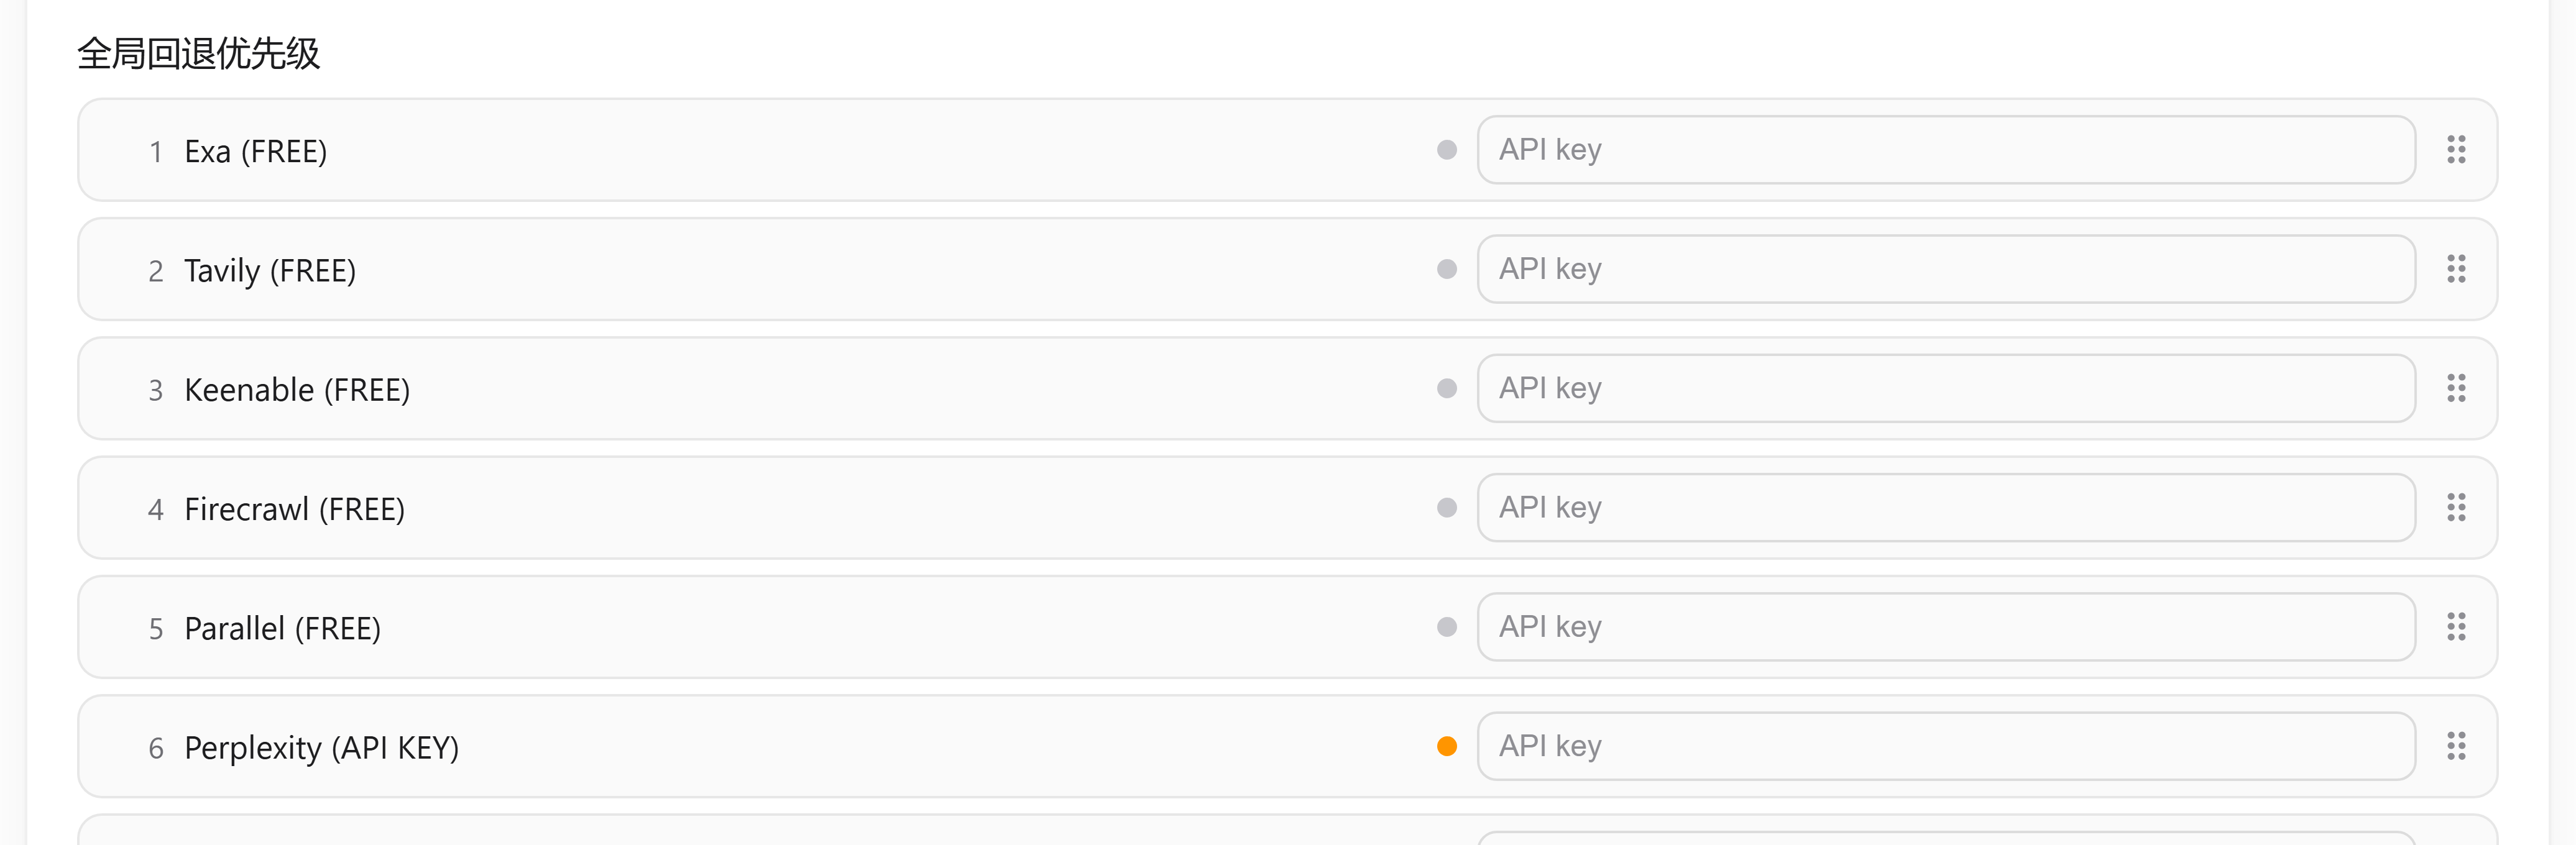 全局回退优先级
1 Exa (FREE) API key
2 Tavily (FREE) API key
3 Keenable (FREE) API key
4 Firecrawl (FREE) API key
5 Parallel (FREE) API key
6 Perplexity (API KEY) API key